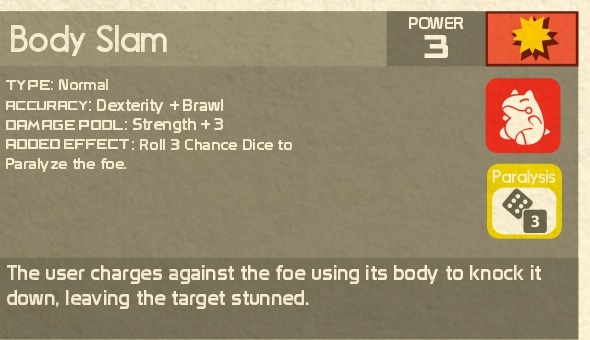 Body Slam
POWER
3
TYPE: Normal
ACCURACY: Dexterity + Brawl
DAMAGE POOL: Strength + 3
ADDED EFFECT: Roll 3 Chance Dice to
Paralyze the foe.
Paralysis
3
The user charges against the foe using its body to knock it
down, leaving the target stunned.